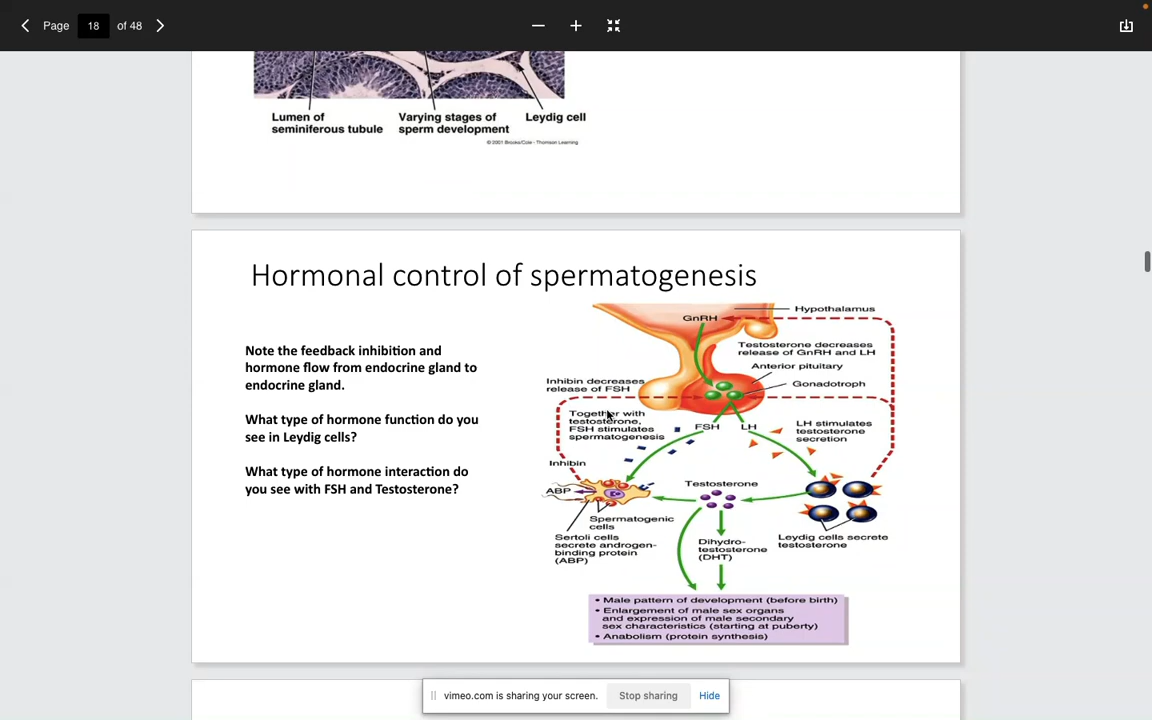 Page 18 of 48
Lumen of
seminiferous tubule
Varying stages of
sperm development
Leydig cell
© 2001 Brooks/Cole - Thomson Learning
Hormonal control of spermatogenesis
Note the feedback inhibition and
hormone flow from endocrine gland to
endocrine gland.
What type of hormone function do you
see in Leydig cells?
What type of hormone interaction do
you see with FSH and Testosterone?
Hypothalamus
GnRH
Testosterone decreases
release of GnRH and LH
Anterior pituitary
Gonadotroph
Inhibin decreases
release of FSH
Together with
testosterone,
FSH stimulates
spermatogenesis
FSH
LH
LH stimulates
testosterone
secretion
Inhibin
ABP
Testosterone
Spermatogenic
cells
Sertoli cells
secrete androgen-
binding protein
(ABP)
Dihydro-
testosterone
(DHT)
Leydig cells secrete
testosterone
• Male pattern of development (before birth)
• Enlargement of male sex organs
and expression of male secondary
sex characteristics (starting at puberty)
• Anabolism (protein synthesis)
vimeo.com is sharing your screen.
Stop sharing
Hide